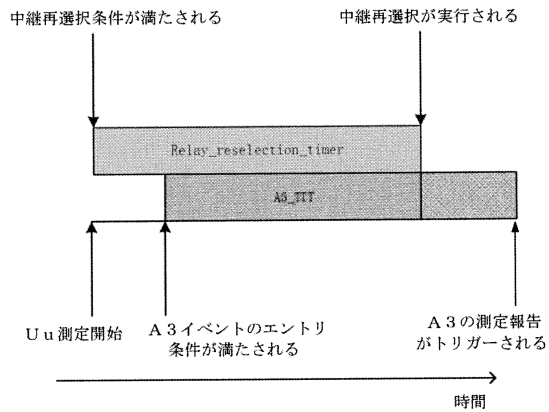 中継再選択条件が満たされる
中継再選択が実行される
Relay_reselection_timer
A3_TTT
Uu測定開始
A3イベントのエントリ
条件が満たされる
A3の測定報告
がトリガーされる
時間